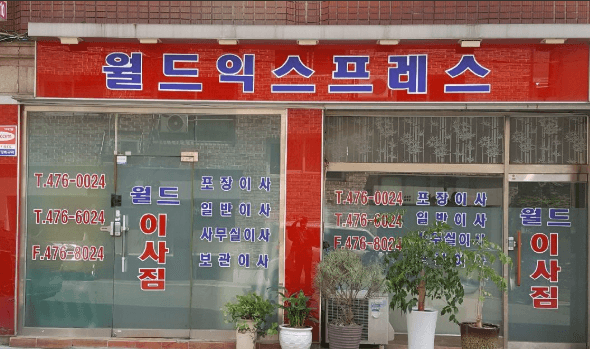 월드익스프레스
T.476-0024
T.476-6024
F.476-8024
월드
이사짐
포장이사
일반이사
사무실이사
보관이사
T.476-0024
T.476-6024
F.476-8024
포장이사
일반이사
월드
이사짐